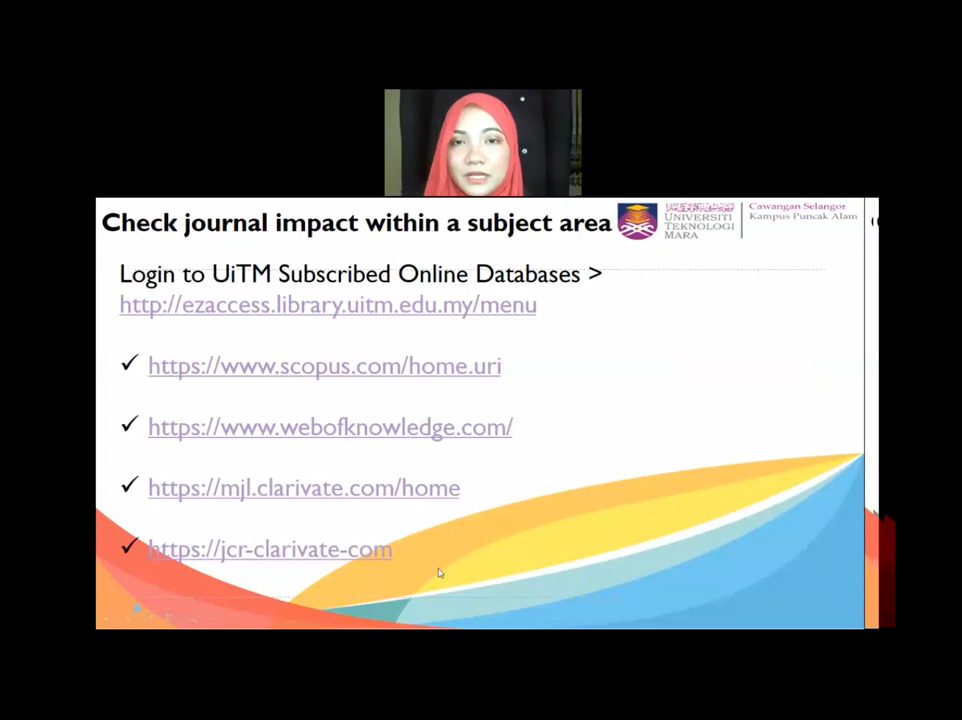 Check journal impact within a subject area
UNIVERSITI
TEKNOLOGI
MARA
Cawangan Selangor
Kampus Puncak Alam
Login to UiTM Subscribed Online Databases >
http://ezaccess.library.uitm.edu.my/menu
✓ https://www.scopus.com/home.uri
✓ https://www.webofknowledge.com/
✓ https://mjl.clarivate.com/home
✓ https://jcr-clarivate-com